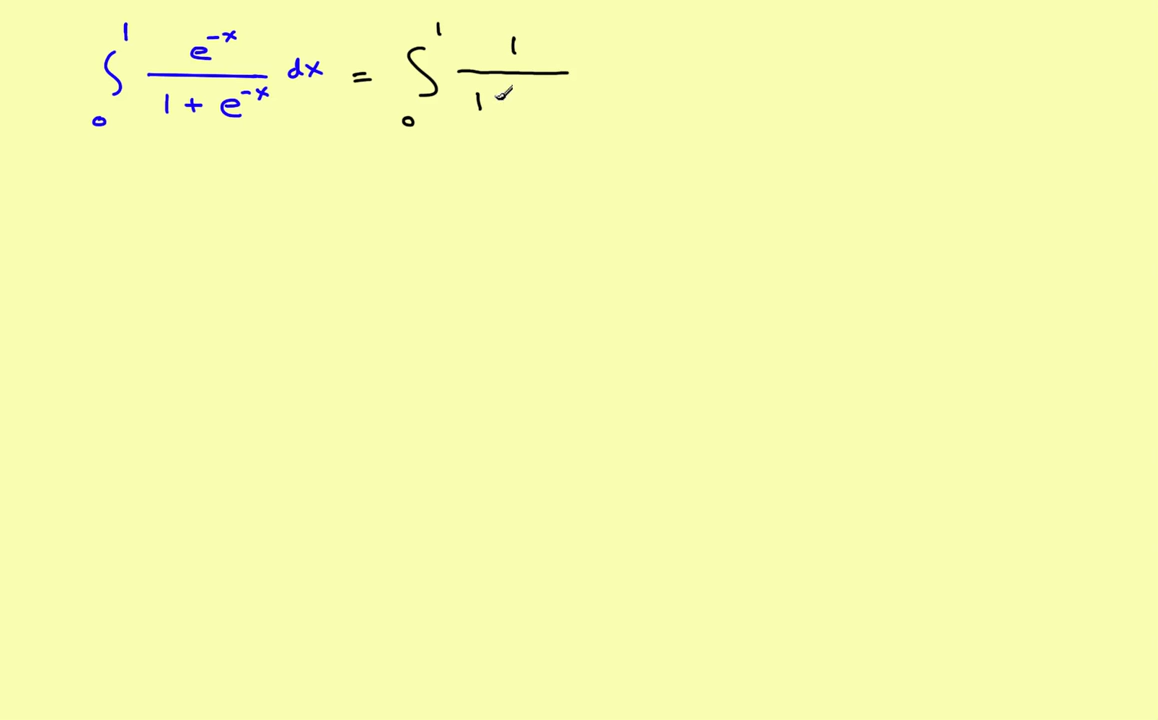 ∫₀¹ e^{-x} / (1 + e^{-x}) dx = ∫₀¹ 1 / 1